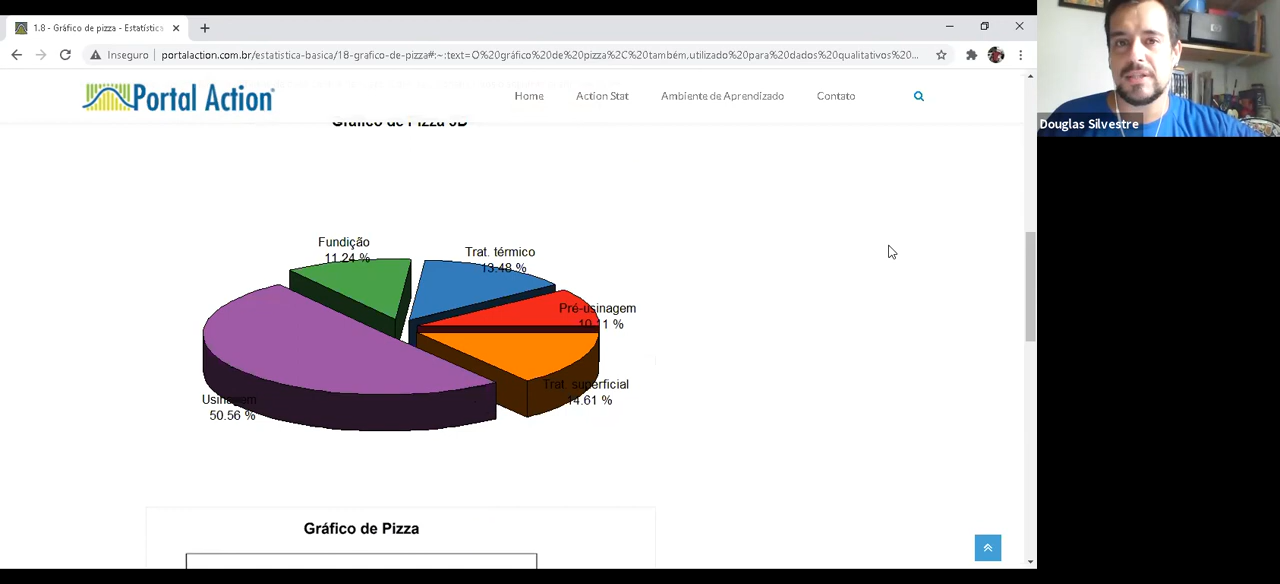 1.8 - Gráfico de pizza - Estatístic
Inseguro
portalaction.com.br/estatistica-basica/18-grafico-de-pizza#:~:text=O%20gráfico%20de%20pizza%2C%20também,utilizado%20para%20dados%20qualitativos%20...
Portal Action
Home
Action Stat
Ambiente de Aprendizado
Contato
Douglas Silvestre
Gráfico de Pizza 3D
Fundição
11.24 %
Trat. térmico
13.48 %
Pré-usinagem
10.11 %
Trat. superficial
14.61 %
Usinagem
50.56 %
Gráfico de Pizza